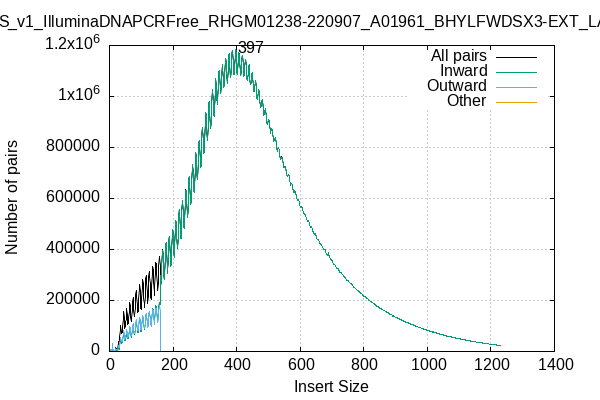 S_v1_IlluminaDNAPCRFree_RHGM01238-220907_A01961_BHYLFWDSX3-EXT_LA
397
All pairs
Inward
Outward
Other
1.2x10^6
1x10^6
800000
600000
400000
200000
0
Number of pairs
0 200 400 600 800 1000 1200 1400
Insert Size